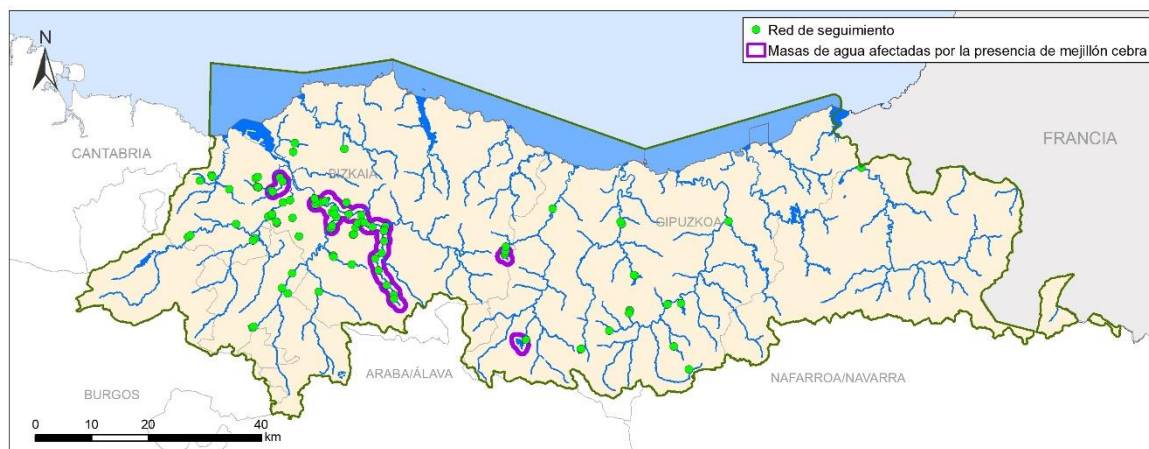 N
Red de seguimiento
Masas de agua afectadas por la presencia de mejillón cebra
CANTABRIA
FRANCIA
BIZKAIA
GIPUZKOA
ARABA/ÁLAVA
NAFARROA/NAVARRA
BURGOS
0 10 20 40
km